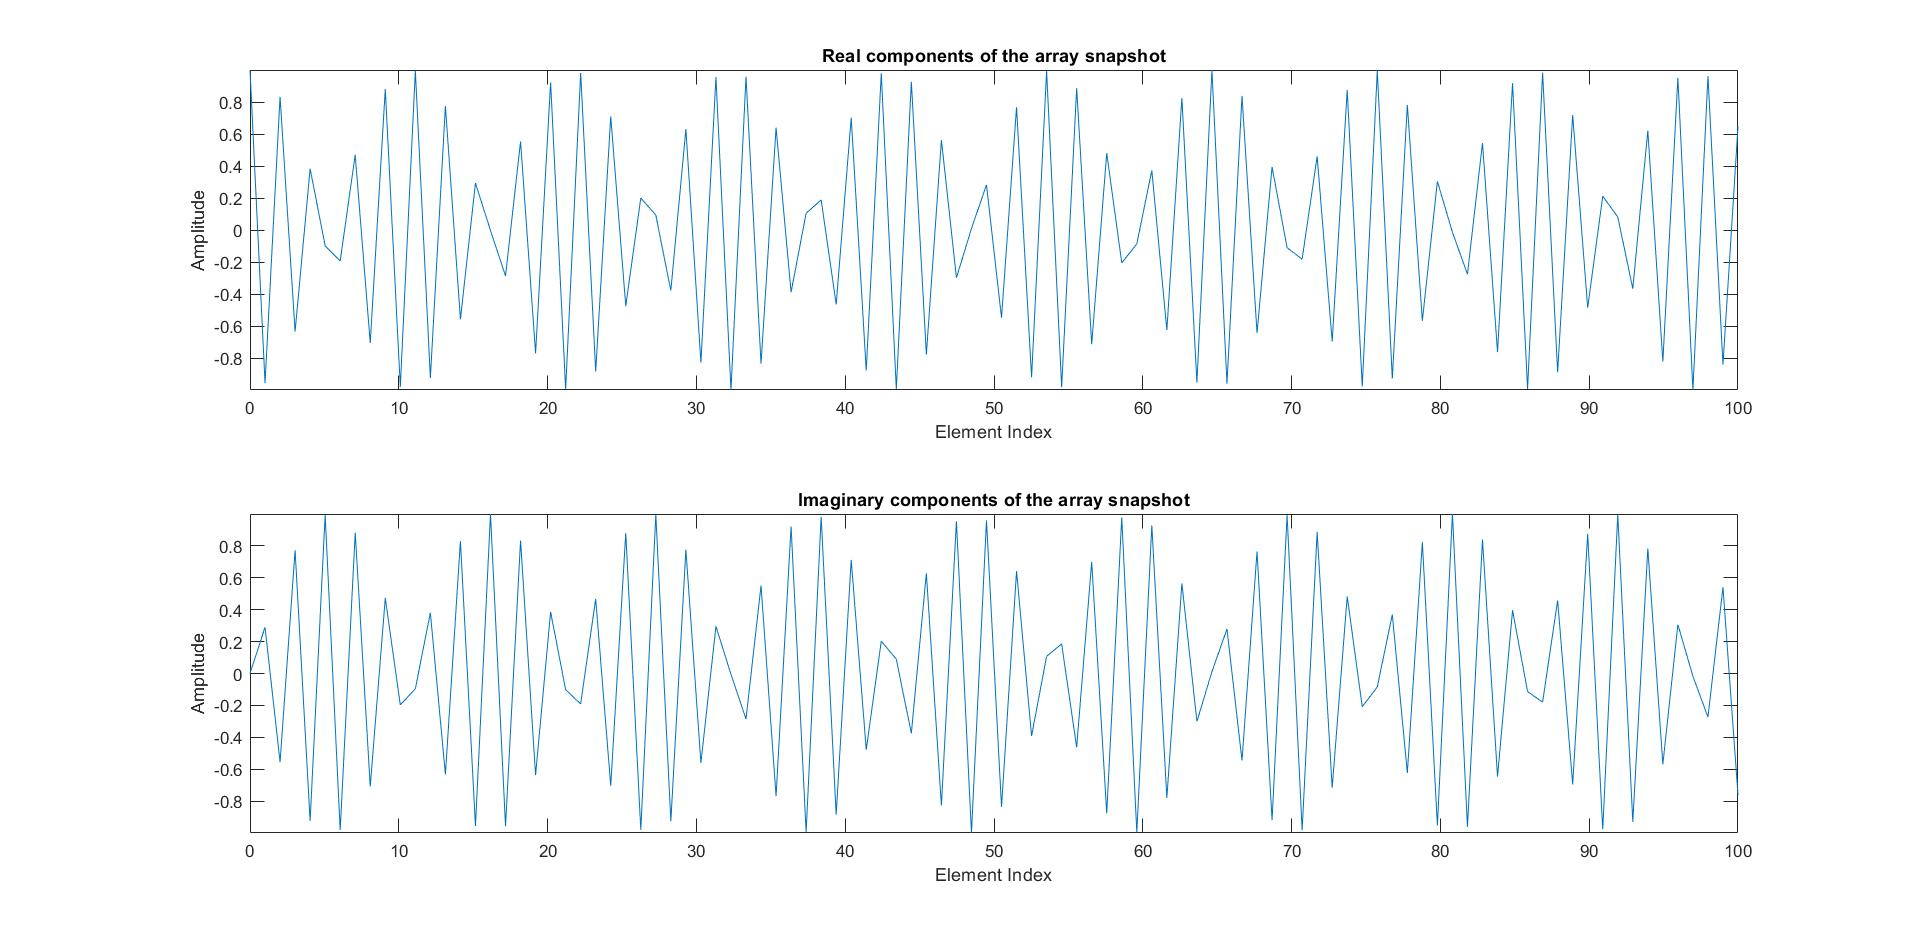 Real components of the array snapshot
0.8
0.6
0.4
0.2
0
-0.2
-0.4
-0.6
-0.8
Amplitude
0 10 20 30 40 50 60 70 80 90 100
Element Index
Imaginary components of the array snapshot
0.8
0.6
0.4
0.2
0
-0.2
-0.4
-0.6
-0.8
Amplitude
0 10 20 30 40 50 60 70 80 90 100
Element Index